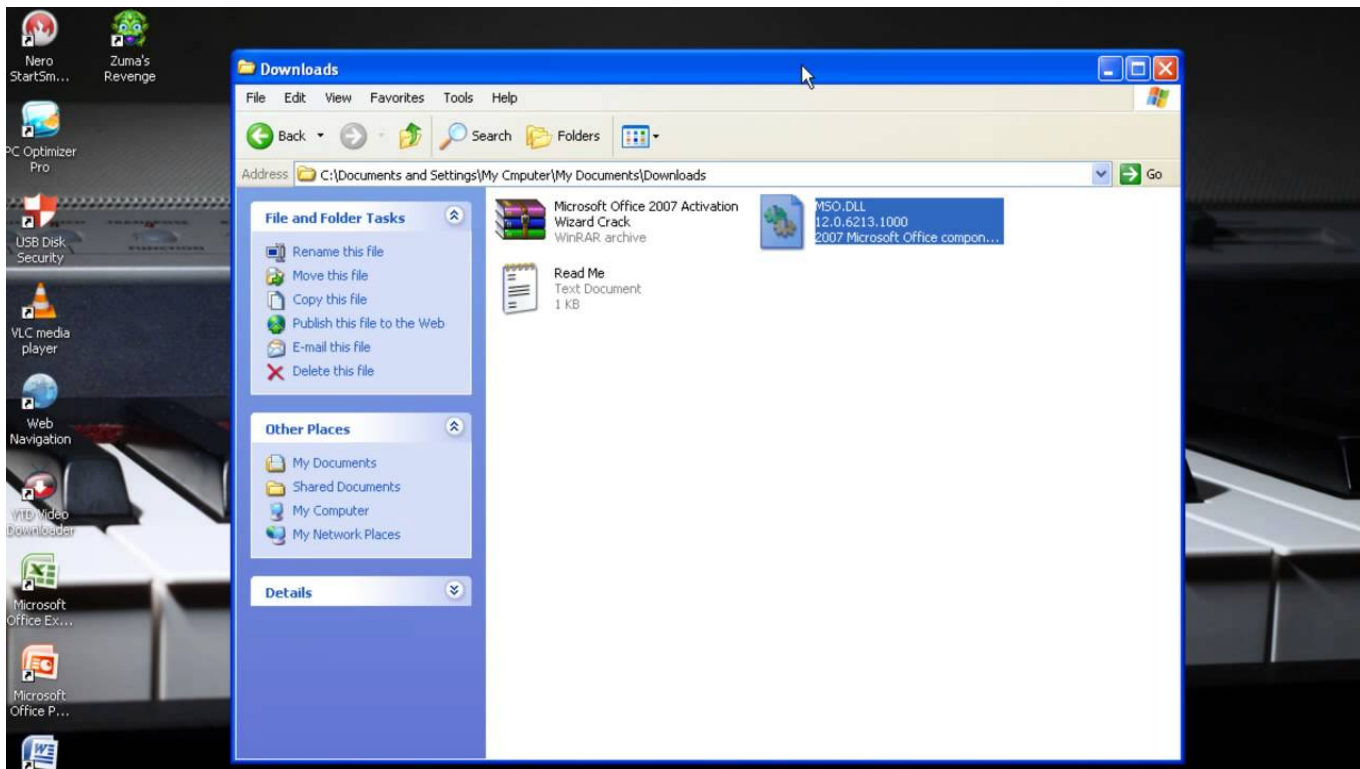 Nero
StartSm...
Zuma's
Revenge
PC Optimizer
Pro
USB Disk
Security
VLC media
player
Web
Navigation
YTD Video
Downloader
Microsoft
Office Ex...
Microsoft
Office P...
Downloads
File Edit View Favorites Tools Help
Back Search Folders
Address C:\Documents and Settings\My Cmputer\My Documents\Downloads Go
File and Folder Tasks
Rename this file
Move this file
Copy this file
Publish this file to the Web
E-mail this file
Delete this file
Other Places
My Documents
Shared Documents
My Computer
My Network Places
Details
Microsoft Office 2007 Activation
Wizard Crack
WinRAR archive
MSO.DLL
12.0.6213.1000
2007 Microsoft Office compon...
Read Me
Text Document
1 KB